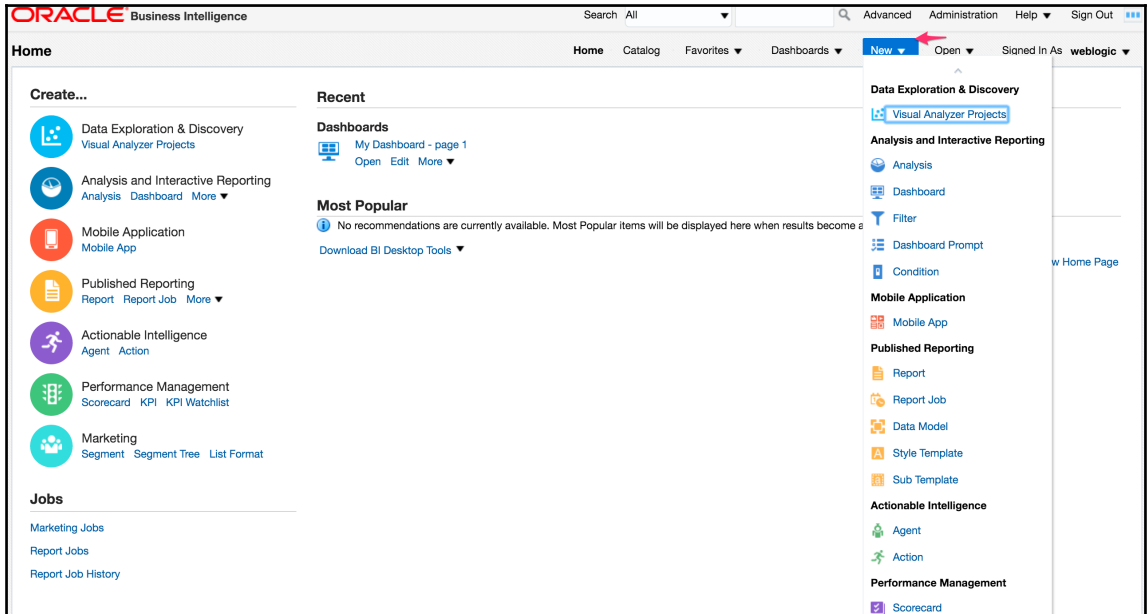 ORACLE Business Intelligence
Search All
Advanced Administration Help Sign Out
Home
Home Catalog Favorites Dashboards New Open Signed In As weblogic
Create...
Data Exploration & Discovery
Visual Analyzer Projects
Analysis and Interactive Reporting
Analysis Dashboard More
Mobile Application
Mobile App
Published Reporting
Report Report Job More
Actionable Intelligence
Agent Action
Performance Management
Scorecard KPI KPI Watchlist
Marketing
Segment Segment Tree List Format
Jobs
Marketing Jobs
Report Jobs
Report Job History
Recent
Dashboards
My Dashboard - page 1
Open Edit More
Most Popular
No recommendations are currently available. Most Popular items will be displayed here when results become a
Download BI Desktop Tools
w Home Page
Data Exploration & Discovery
Visual Analyzer Projects
Analysis and Interactive Reporting
Analysis
Dashboard
Filter
Dashboard Prompt
Condition
Mobile Application
Mobile App
Published Reporting
Report
Report Job
Data Model
Style Template
Sub Template
Actionable Intelligence
Agent
Action
Performance Management
Scorecard